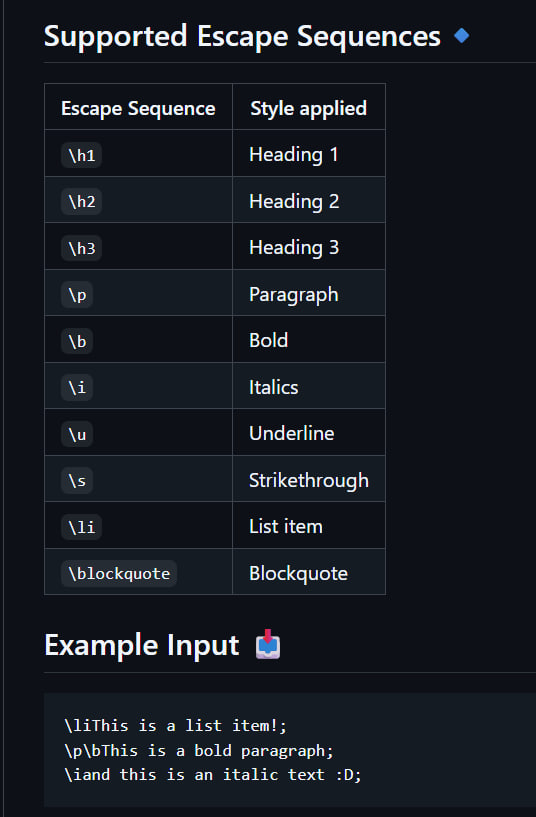 Supported Escape Sequences
Escape Sequence Style applied
\h1 Heading 1
\h2 Heading 2
\h3 Heading 3
\p Paragraph
\b Bold
\i Italics
\u Underline
\s Strikethrough
\li List item
\blockquote Blockquote
Example Input
\liThis is a list item!;
\p\bThis is a bold paragraph;
\iand this is an italic text :D;